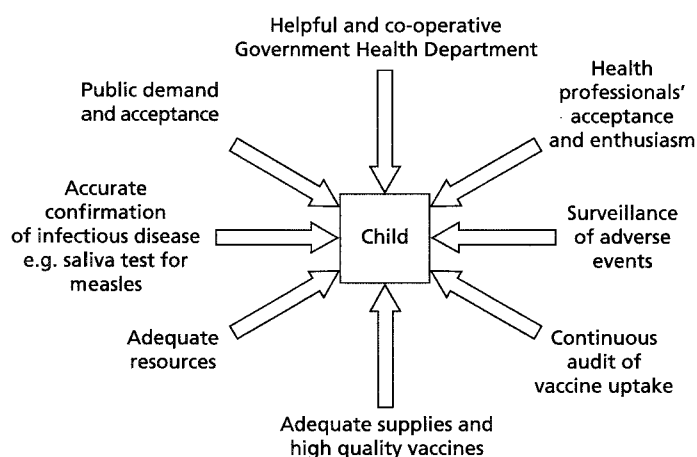 Helpful and co-operative
Government Health Department
Public demand
and acceptance
Health
professionals'
acceptance
and enthusiasm
Accurate
confirmation
of infectious disease
e.g. saliva test for
measles
Child
Surveillance
of adverse
events
Adequate
resources
Continuous
audit of
vaccine uptake
Adequate supplies and
high quality vaccines